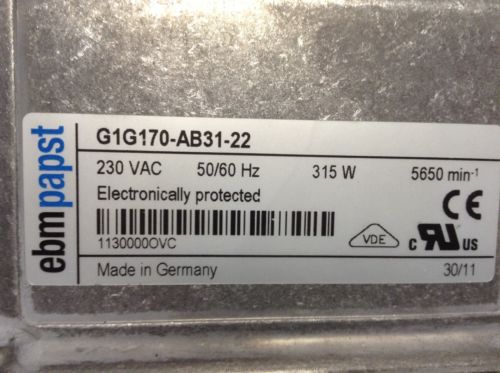 ebmpapst
G1G170-AB31-22
230 VAC 50/60 Hz 315 W 5650 min⁻¹
Electronically protected
1130000OVC
VDE
CE
c RU US
Made in Germany
30/11